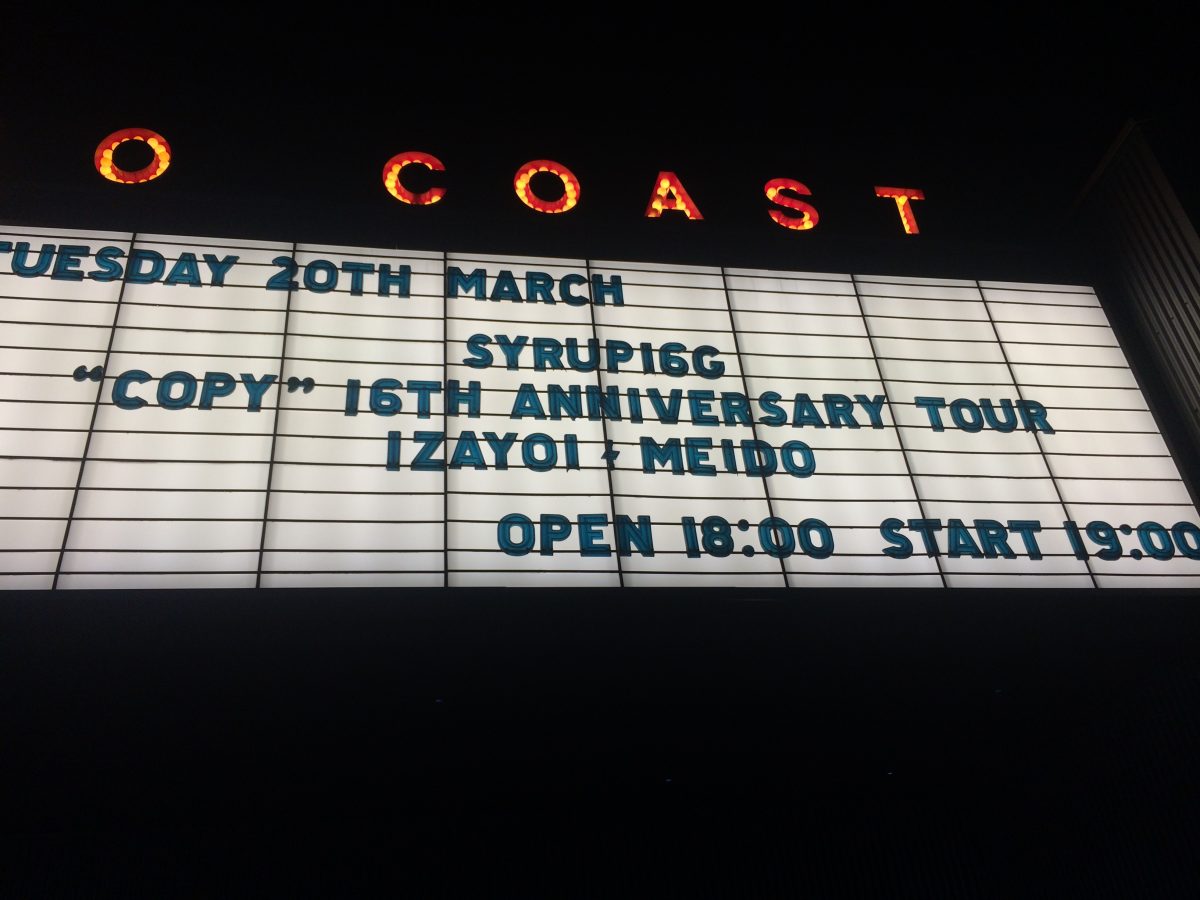 O COAST
TUESDAY 20TH MARCH
SYRUP16G
“COPY” 16TH ANNIVERSARY TOUR
IZAYOI & MEIDO
OPEN 18:00 START 19:00